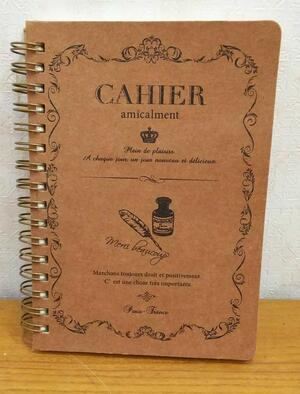 CAHIER
amicalment
Plein de plaisirs.
A chaque jour, un jour nouveau et délicieux.
Merci beaucoup
Marchons toujours droit et positivement.
C' est une chose très importante.
Paris-France